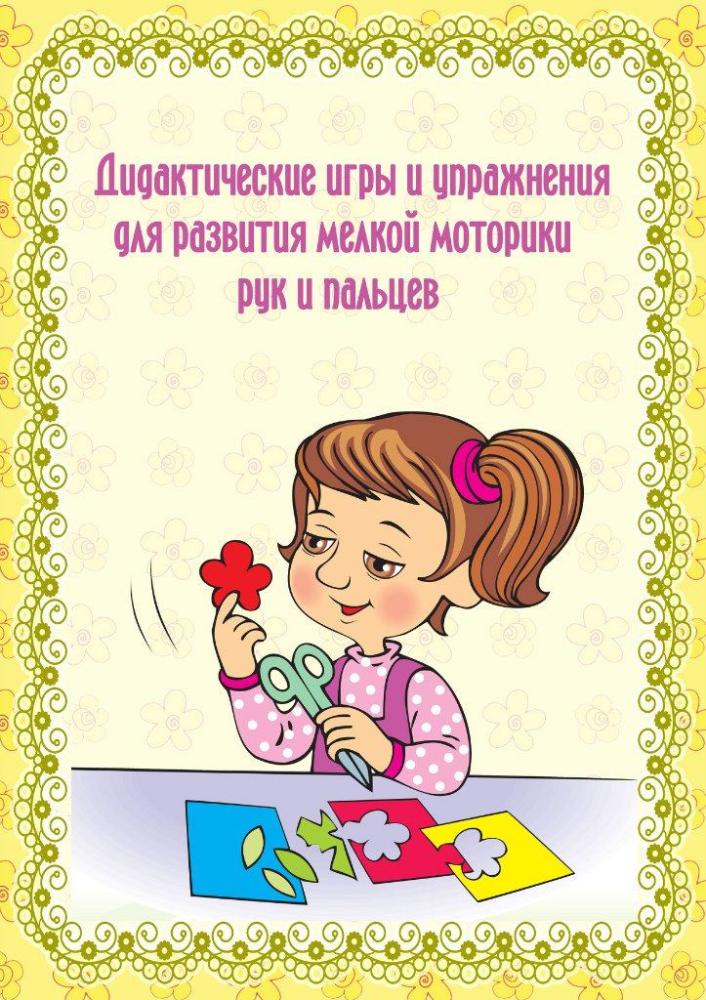 Дидактические игры и упражнения
для развития мелкой моторики
рук и пальцев